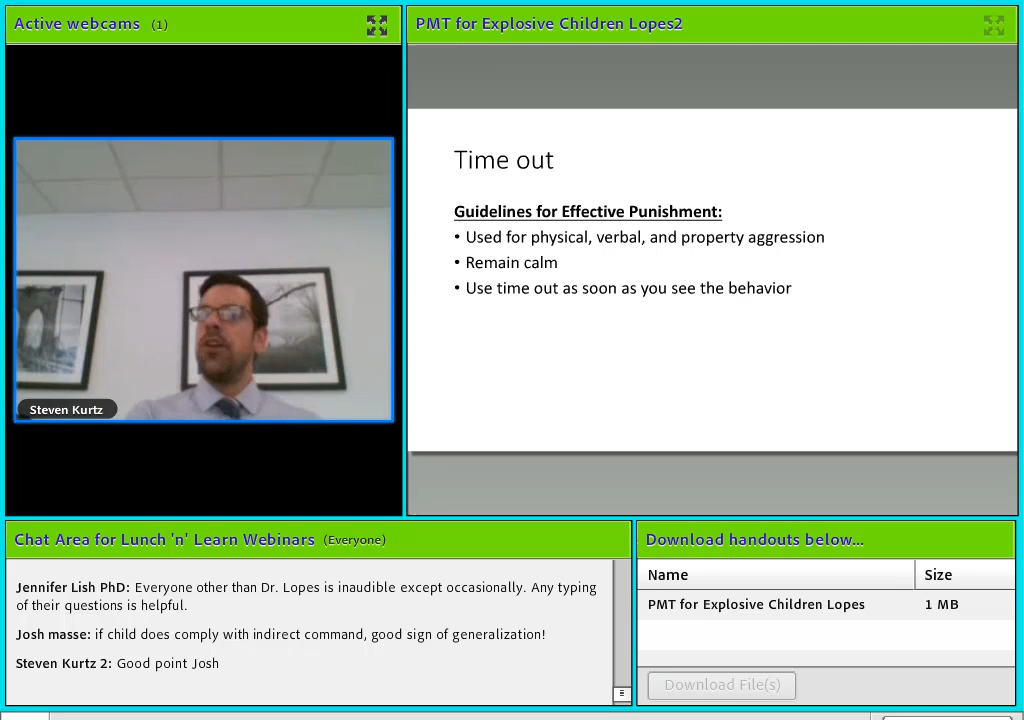 Active webcams (1)
PMT for Explosive Children Lopes2
Time out
Guidelines for Effective Punishment:
• Used for physical, verbal, and property aggression
• Remain calm
• Use time out as soon as you see the behavior
Steven Kurtz
Chat Area for Lunch 'n' Learn Webinars (Everyone)
Jennifer Lish PhD: Everyone other than Dr. Lopes is inaudible except occasionally. Any typing
of their questions is helpful.
Josh masse: if child does comply with indirect command, good sign of generalization!
Steven Kurtz 2: Good point Josh
Download handouts below...
Name Size
PMT for Explosive Children Lopes 1 MB
Download File(s)